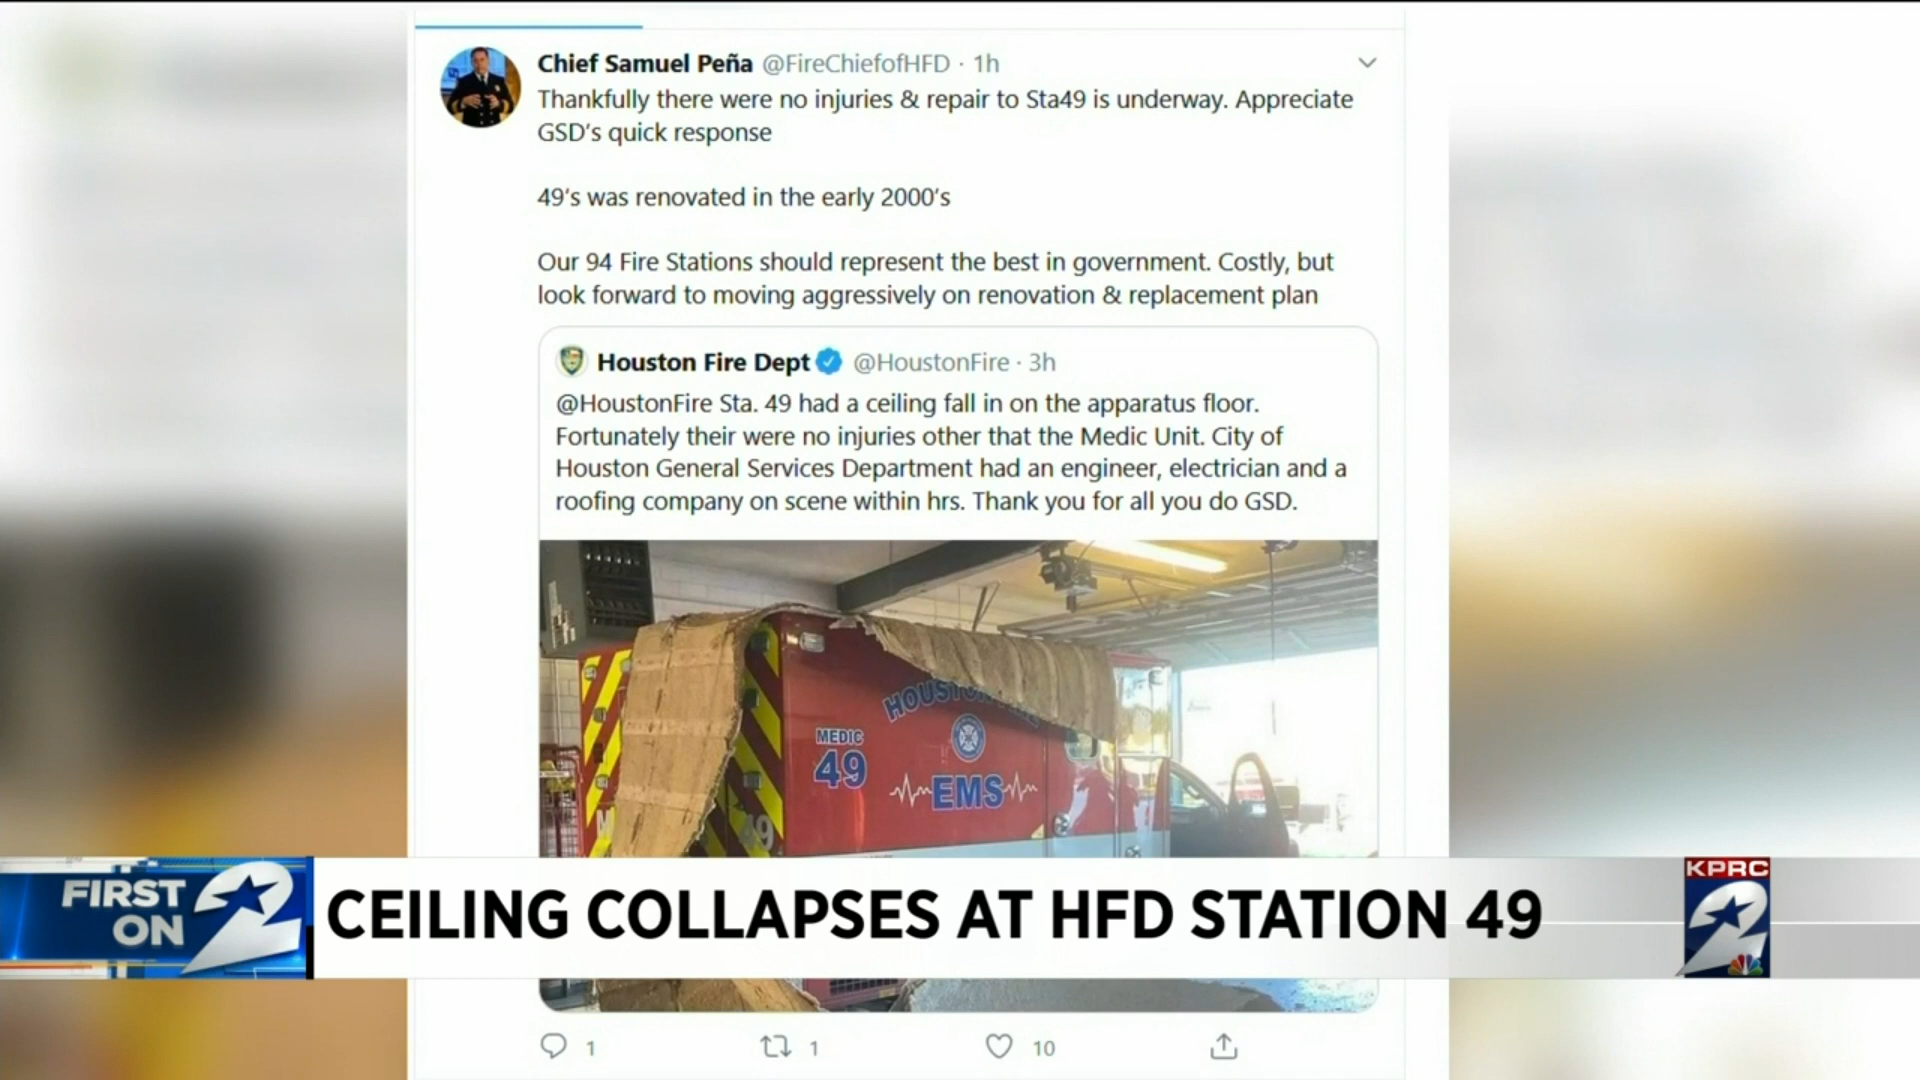 Chief Samuel Peña @FireChiefofHFD · 1h
Thankfully there were no injuries & repair to Sta49 is underway. Appreciate
GSD's quick response
49's was renovated in the early 2000's
Our 94 Fire Stations should represent the best in government. Costly, but
look forward to moving aggressively on renovation & replacement plan
Houston Fire Dept @HoustonFire · 3h
@HoustonFire Sta. 49 had a ceiling fall in on the apparatus floor.
Fortunately their were no injuries other that the Medic Unit. City of
Houston General Services Department had an engineer, electrician and a
roofing company on scene within hrs. Thank you for all you do GSD.
HOUSTON
MEDIC
49
EMS
49
FIRST
ON 2
CEILING COLLAPSES AT HFD STATION 49
KPRC
2
1
1
10